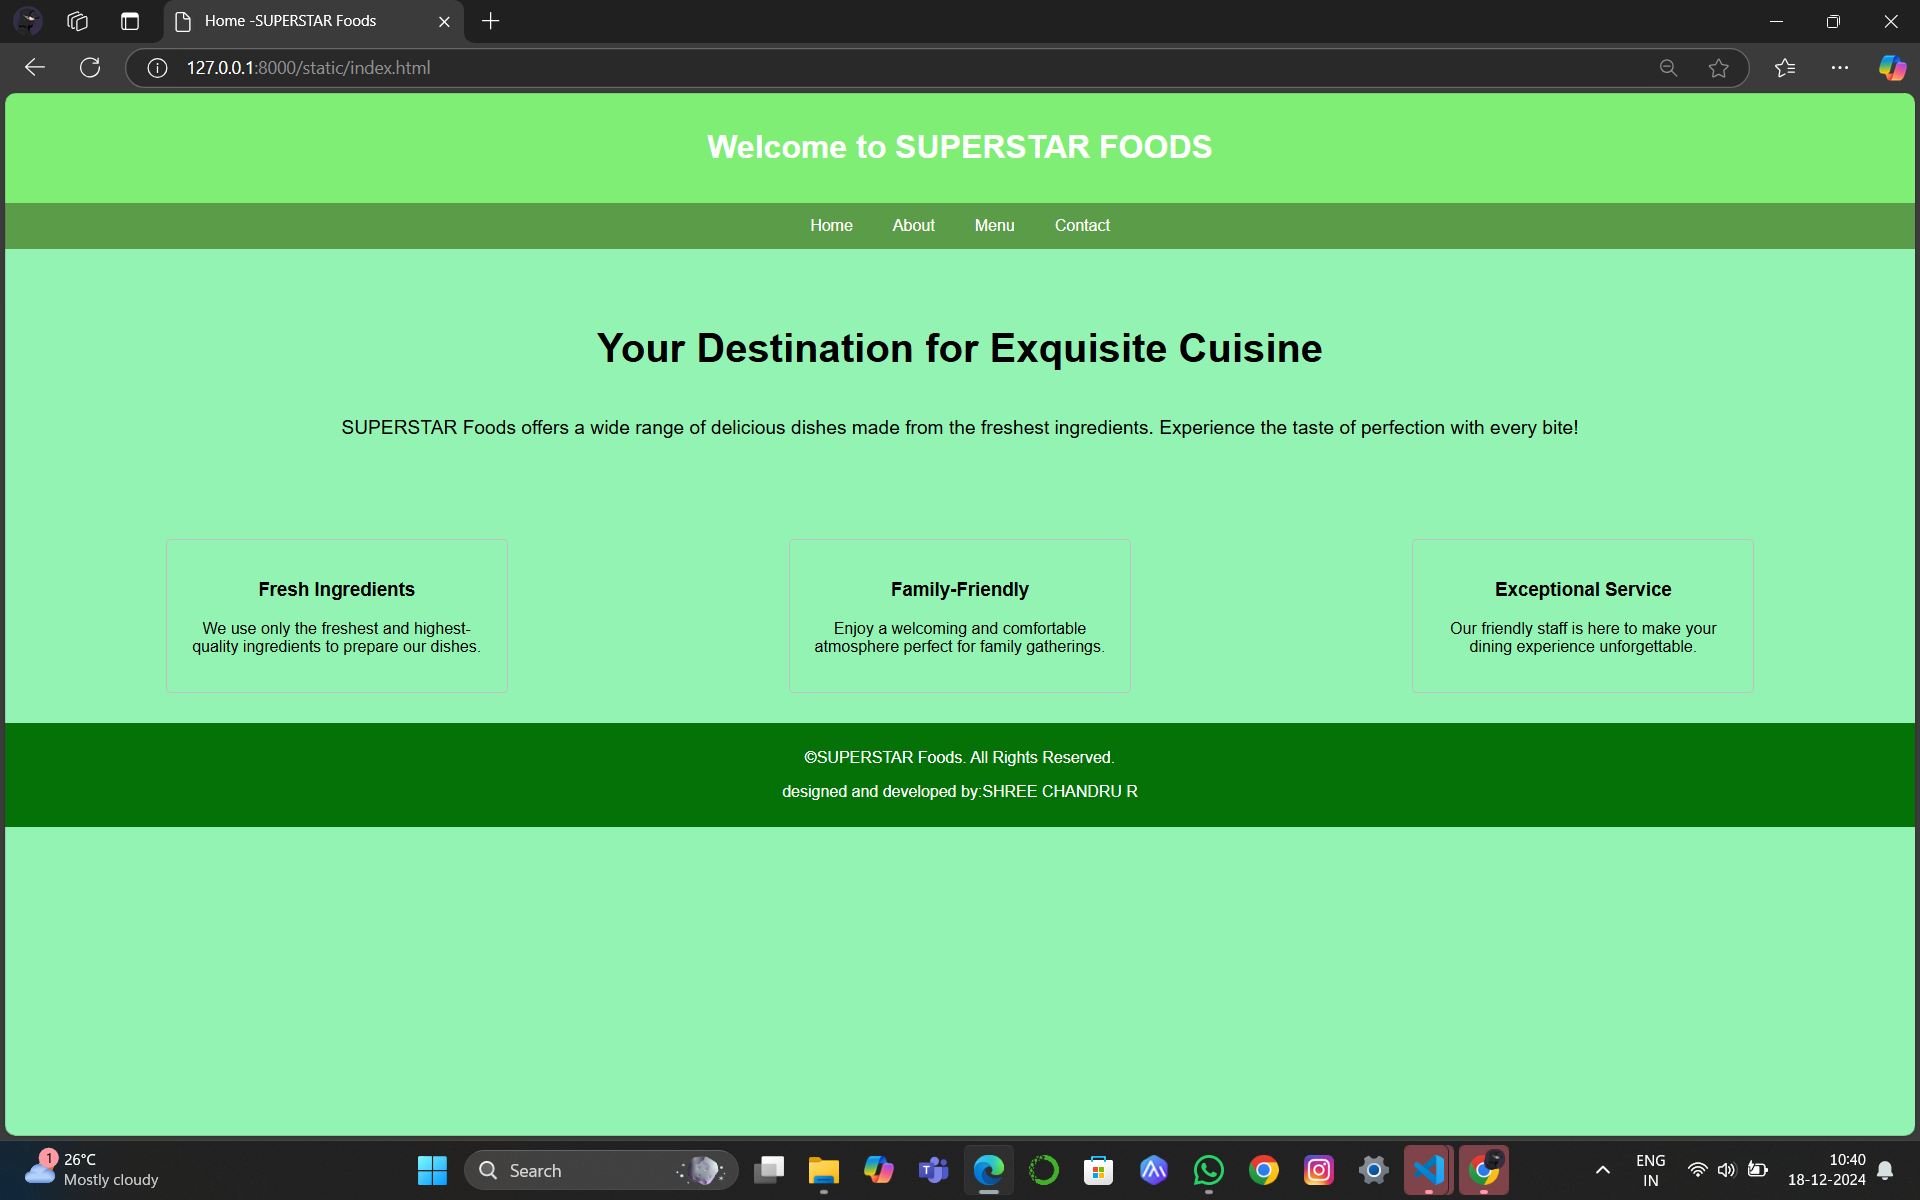 Home -SUPERSTAR Foods
127.0.0.1:8000/static/index.html
Welcome to SUPERSTAR FOODS
Home About Menu Contact
Your Destination for Exquisite Cuisine
SUPERSTAR Foods offers a wide range of delicious dishes made from the freshest ingredients. Experience the taste of perfection with every bite!
Fresh Ingredients
We use only the freshest and highest-
quality ingredients to prepare our dishes.
Family-Friendly
Enjoy a welcoming and comfortable
atmosphere perfect for family gatherings.
Exceptional Service
Our friendly staff is here to make your
dining experience unforgettable.
©SUPERSTAR Foods. All Rights Reserved.
designed and developed by:SHREE CHANDRU R
1
26°C
Mostly cloudy
Search
ENG
IN
10:40
18-12-2024